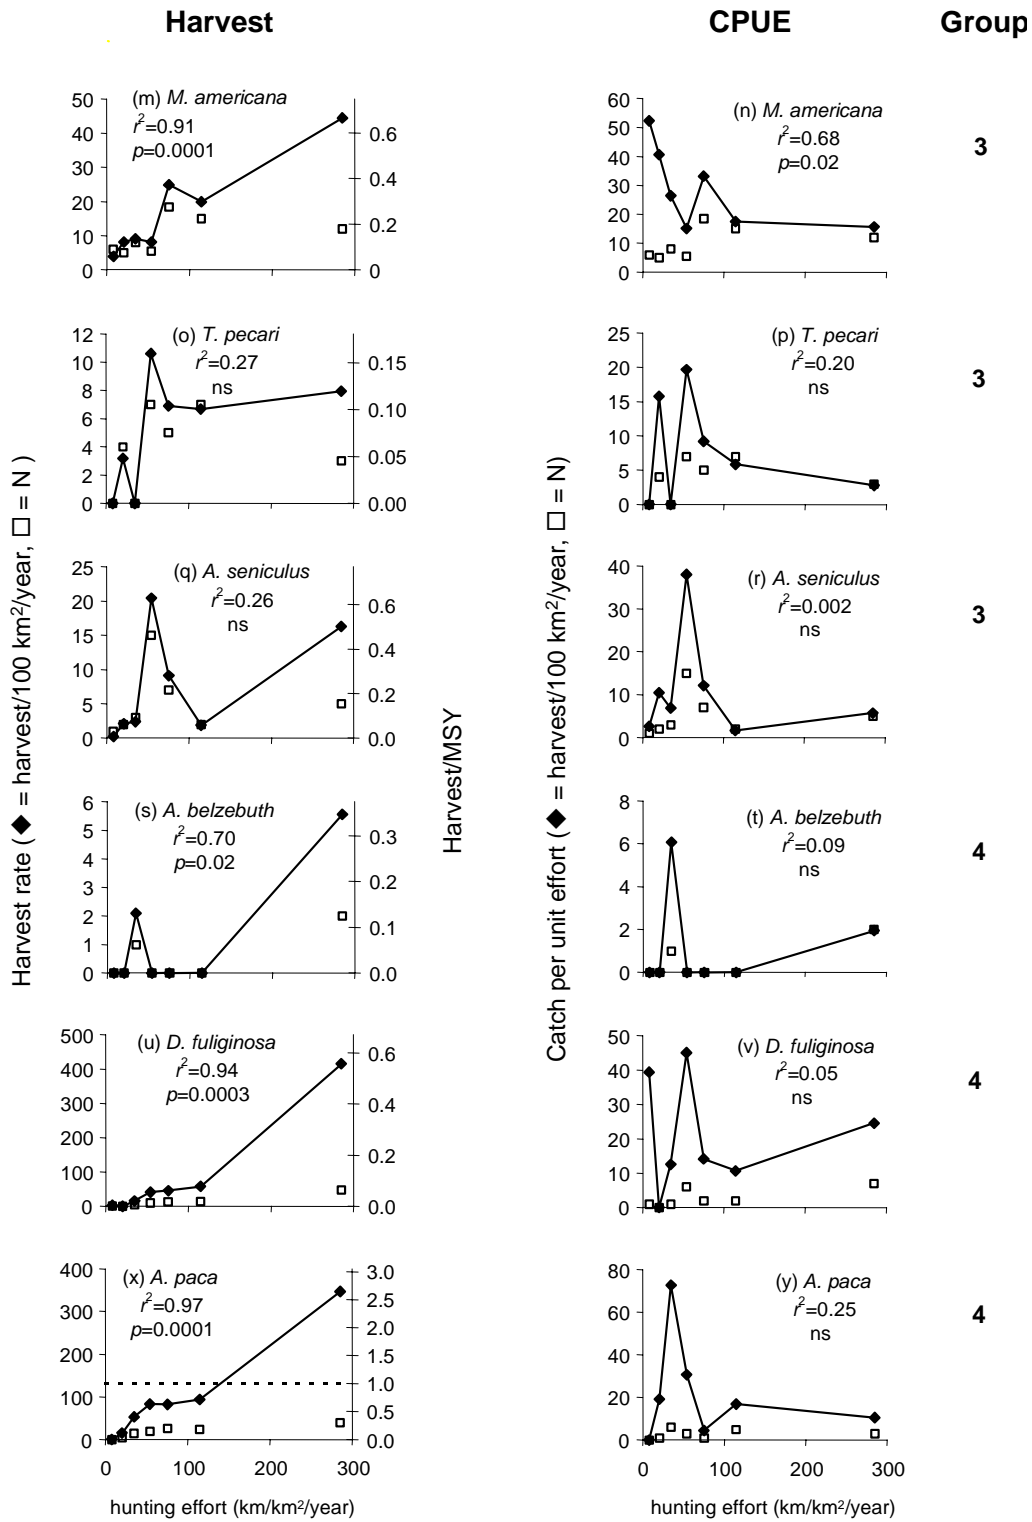 Harvest CPUE Group
(m) M. americana
r²=0.91
p=0.0001
50
40
30
20
10
0
0.6
0.4
0.2
0
(n) M. americana
r²=0.68
p=0.02
60
50
40
30
20
10
0
3
(o) T. pecari
r²=0.27
ns
12
10
8
6
4
2
0
0.15
0.10
0.05
0.00
(p) T. pecari
r²=0.20
ns
25
20
15
10
5
0
3
(q) A. seniculus
r²=0.26
ns
25
20
15
10
5
0
0.6
0.4
0.2
0.0
(r) A. seniculus
r²=0.002
ns
40
30
20
10
0
3
(s) A. belzebuth
r²=0.70
p=0.02
6
5
4
3
2
1
0
0.3
0.2
0.1
0.0
(t) A. belzebuth
r²=0.09
ns
8
6
4
2
0
4
(u) D. fuliginosa
r²=0.94
p=0.0003
500
400
300
200
100
0
0.6
0.4
0.2
0.0
(v) D. fuliginosa
r²=0.05
ns
50
40
30
20
10
0
4
(x) A. paca
r²=0.97
p=0.0001
400
300
200
100
0
3.0
2.5
2.0
1.5
1.0
0.5
0.0
(y) A. paca
r²=0.25
ns
80
60
40
20
0
4
0 100 200 300
0 100 200 300
hunting effort (km/km²/year)
hunting effort (km/km²/year)
Harvest rate (◆ = harvest/100 km²/year, □ = N)
Harvest/MSY
Catch per unit effort (◆ = harvest/100 km²/year, □ = N)